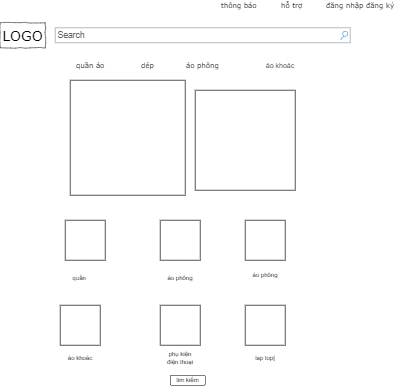 thông báo hỗ trợ đăng nhập đăng ký
LOGO
Search
quần áo dép áo phông áo khoác
quần áo phông áo phông
áo khoác phụ kiện điện thoại lap top
tìm kiếm